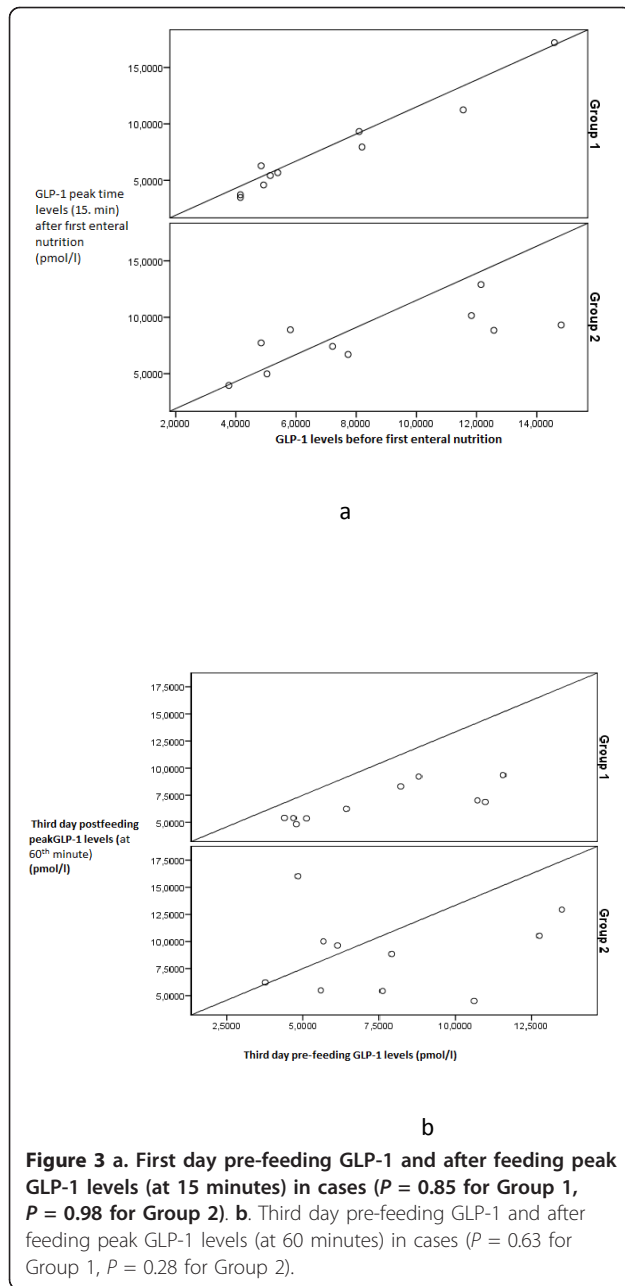 15,0000
10,0000
5,0000
Group 1
GLP-1 peak time
levels (15. min)
after first enteral
nutrition
(pmol/l)
15,0000
10,0000
5,0000
Group 2
2,0000 4,0000 6,0000 8,0000 10,0000 12,0000 14,0000
GLP-1 levels before first enteral nutrition
a
17,5000
15,0000
12,5000
10,0000
7,5000
5,0000
Group 1
Third day postfeeding
peakGLP-1 levels (at
60th minute)
(pmol/l)
17,5000
15,0000
12,5000
10,0000
7,5000
5,0000
Group 2
2,5000 5,0000 7,5000 10,0000 12,5000
Third day pre-feeding GLP-1 levels (pmol/l)
b
Figure 3 a. First day pre-feeding GLP-1 and after feeding peak
GLP-1 levels (at 15 minutes) in cases (P = 0.85 for Group 1,
P = 0.98 for Group 2). b. Third day pre-feeding GLP-1 and after
feeding peak GLP-1 levels (at 60 minutes) in cases (P = 0.63 for
Group 1, P = 0.28 for Group 2).